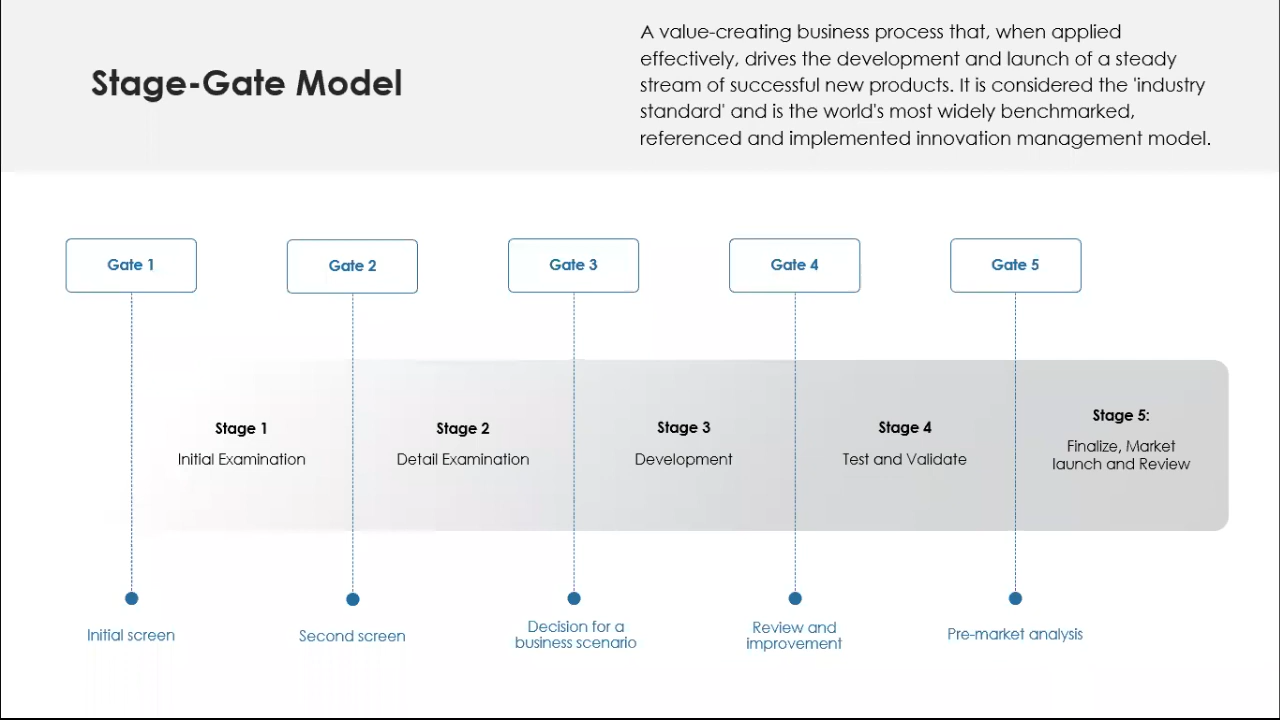 Stage-Gate Model
A value-creating business process that, when applied
effectively, drives the development and launch of a steady
stream of successful new products. It is considered the 'industry
standard' and is the world's most widely benchmarked,
referenced and implemented innovation management model.
Gate 1
Gate 2
Gate 3
Gate 4
Gate 5
Stage 1
Initial Examination
Stage 2
Detail Examination
Stage 3
Development
Stage 4
Test and Validate
Stage 5:
Finalize, Market
launch and Review
Initial screen
Second screen
Decision for a
business scenario
Review and
improvement
Pre-market analysis